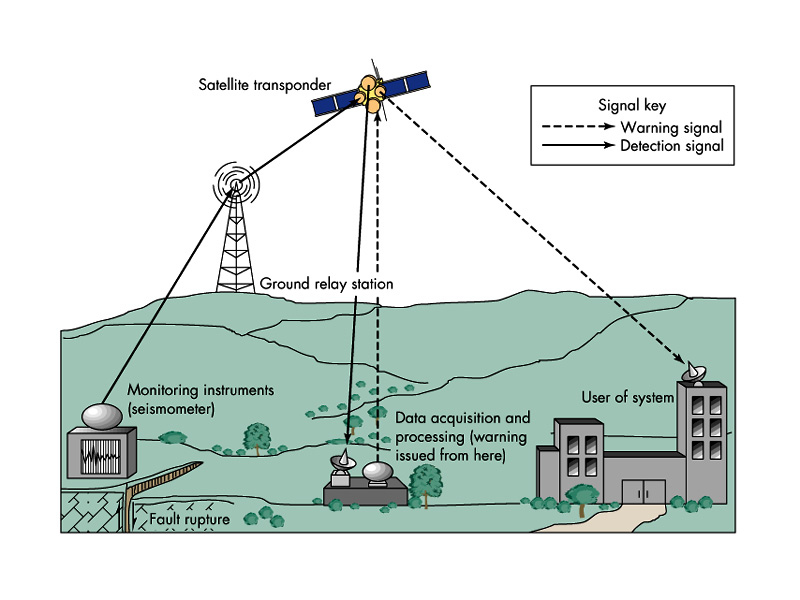 Satellite transponder
Signal key
Warning signal
Detection signal
Ground relay station
Monitoring instruments
(seismometer)
User of system
Data acquisition and
processing (warning
issued from here)
Fault rupture